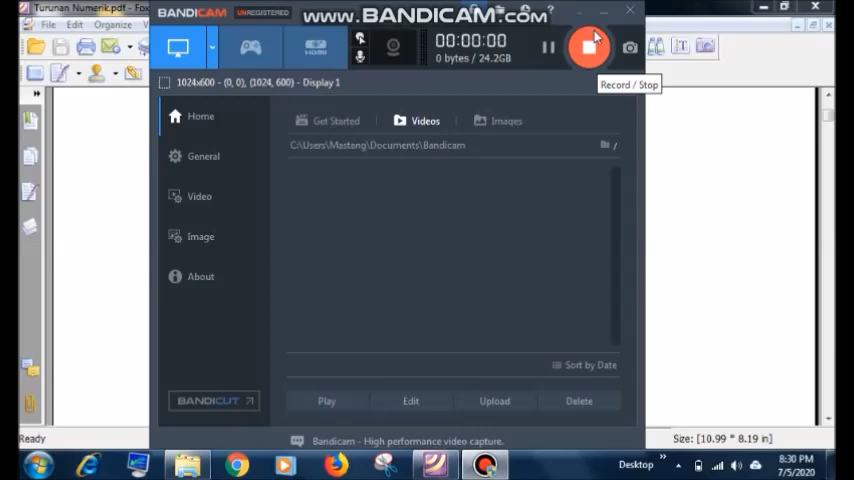 Turunan Numerik.pdf - Fox
File Edit V
Organize
BANDICAM UNREGISTERED
www.BANDICAM.com
HDMI
00:00:00
0 bytes / 24.2GB
Record / Stop
1024x600 - (0, 0), (1024, 600) - Display 1
Home
General
Video
Image
About
Get Started
Videos
Images
C:\Users\Mastang\Documents\Bandicam
/
Sort by Date
BANDICUT
Play Edit Upload Delete
Bandicam - High performance video capture.
Ready
Size: [10.99 * 8.19 in]
Desktop
8:30 PM
7/5/2020